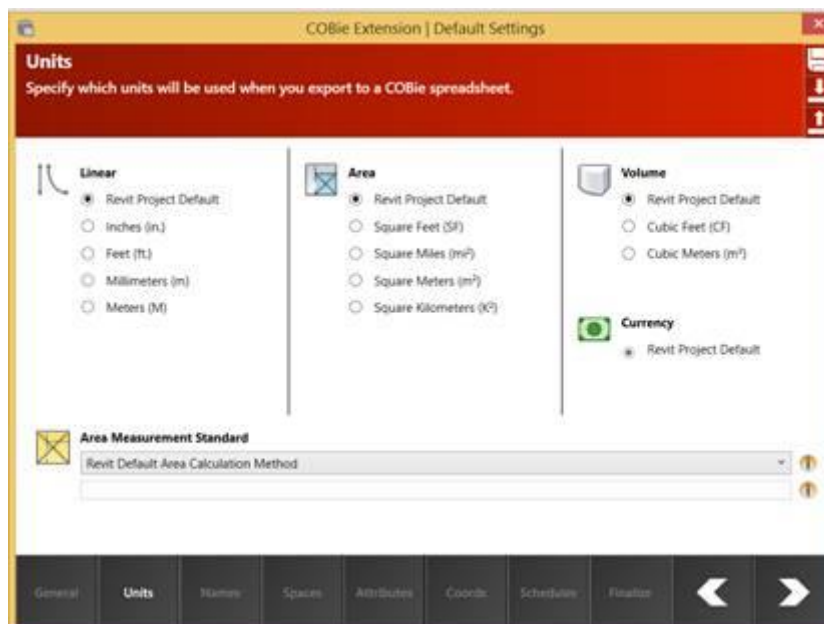 COBie Extension | Default Settings
Units
Specify which units will be used when you export to a COBie spreadsheet.
Linear
Revit Project Default
Inches (in.)
Feet (ft.)
Millimeters (m)
Meters (M)
Area
Revit Project Default
Square Feet (SF)
Square Miles (mi²)
Square Meters (m²)
Square Kilometers (K²)
Volume
Revit Project Default
Cubic Feet (CF)
Cubic Meters (m³)
Currency
Revit Project Default
Area Measurement Standard
Revit Default Area Calculation Method
General
Units
Names
Spaces
Attributes
Coords
Schedules
Finalize